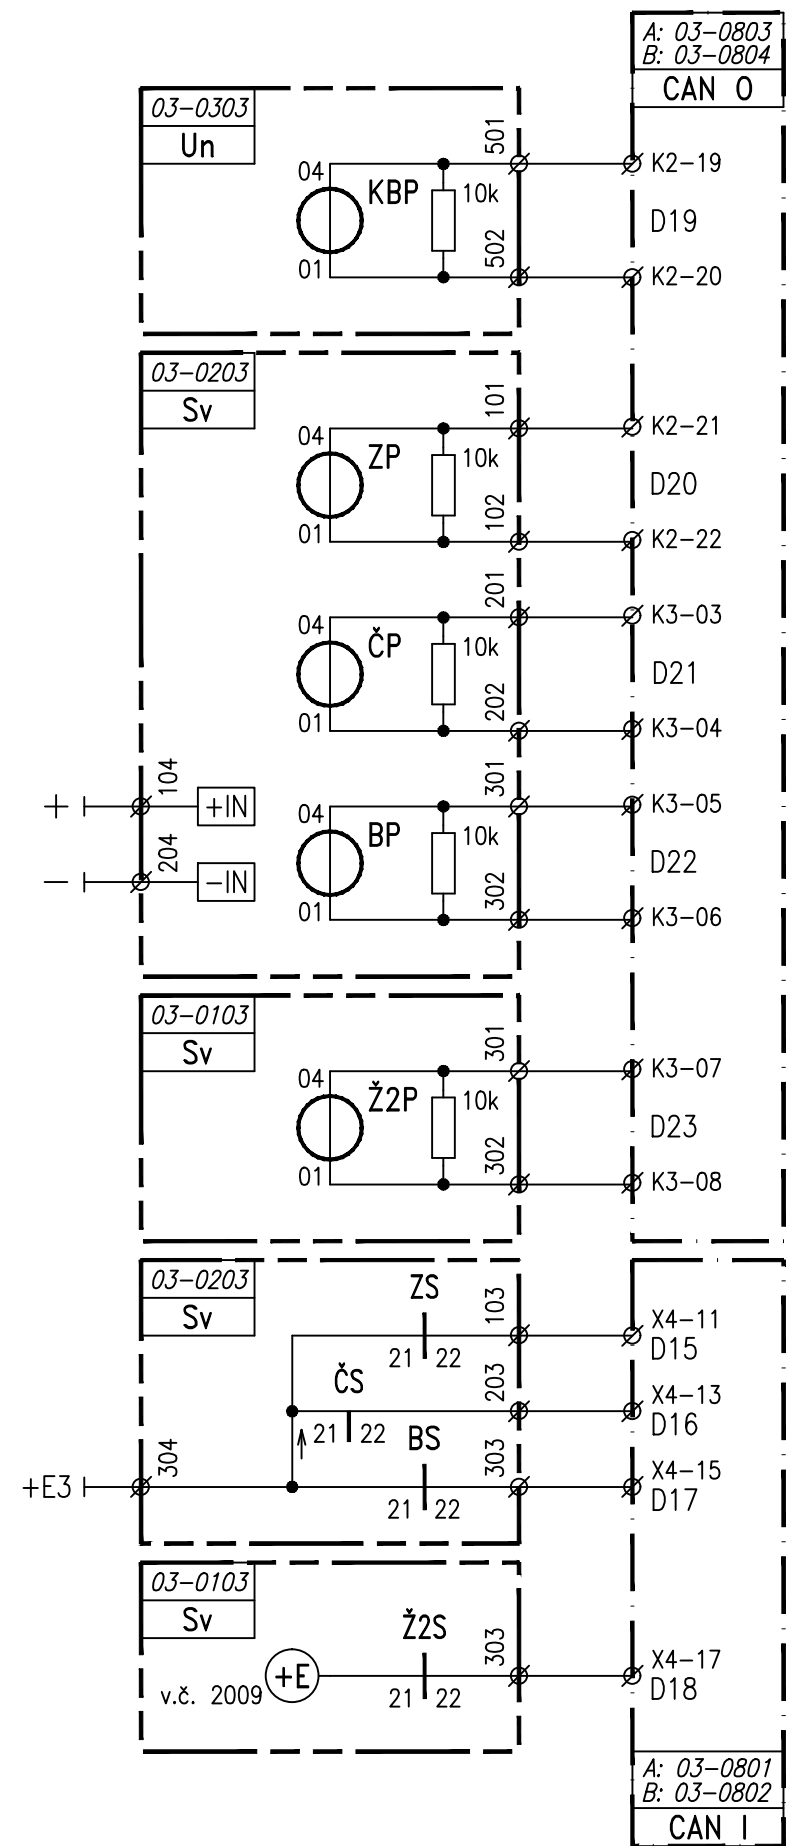 A: 03-0803
B: 03-0804
CAN O
03-0303
Un
04
KBP
10k
01
501
502
K2-19
D19
K2-20
03-0203
Sv
04
ZP
10k
01
101
102
K2-21
D20
K2-22
04
ČP
10k
01
201
202
K3-03
D21
K3-04
+
104
+IN
−
204
−IN
04
BP
10k
01
301
302
K3-05
D22
K3-06
03-0103
Sv
04
Ž2P
10k
01
301
302
K3-07
D23
K3-08
03-0203
Sv
ZS
21 22
103
X4-11
D15
ČS
21 22
203
X4-13
D16
+E3
304
BS
21 22
303
X4-15
D17
03-0103
Sv
v.č. 2009
+E
Ž2S
21 22
303
X4-17
D18
A: 03-0801
B: 03-0802
CAN I